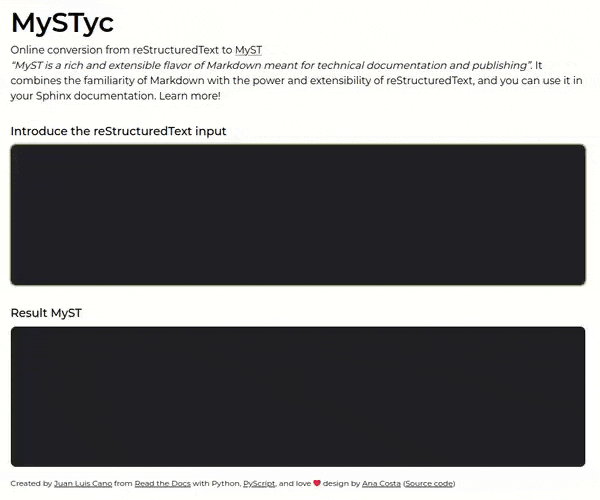 MySTyc
Online conversion from reStructuredText to MyST
“MyST is a rich and extensible flavor of Markdown meant for technical documentation and publishing”. It
combines the familiarity of Markdown with the power and extensibility of reStructuredText, and you can use it in
your Sphinx documentation. Learn more!
Introduce the reStructuredText input
Result MyST
Created by Juan Luis Cano from Read the Docs with Python, PyScript, and love ❤ design by Ana Costa (Source code)